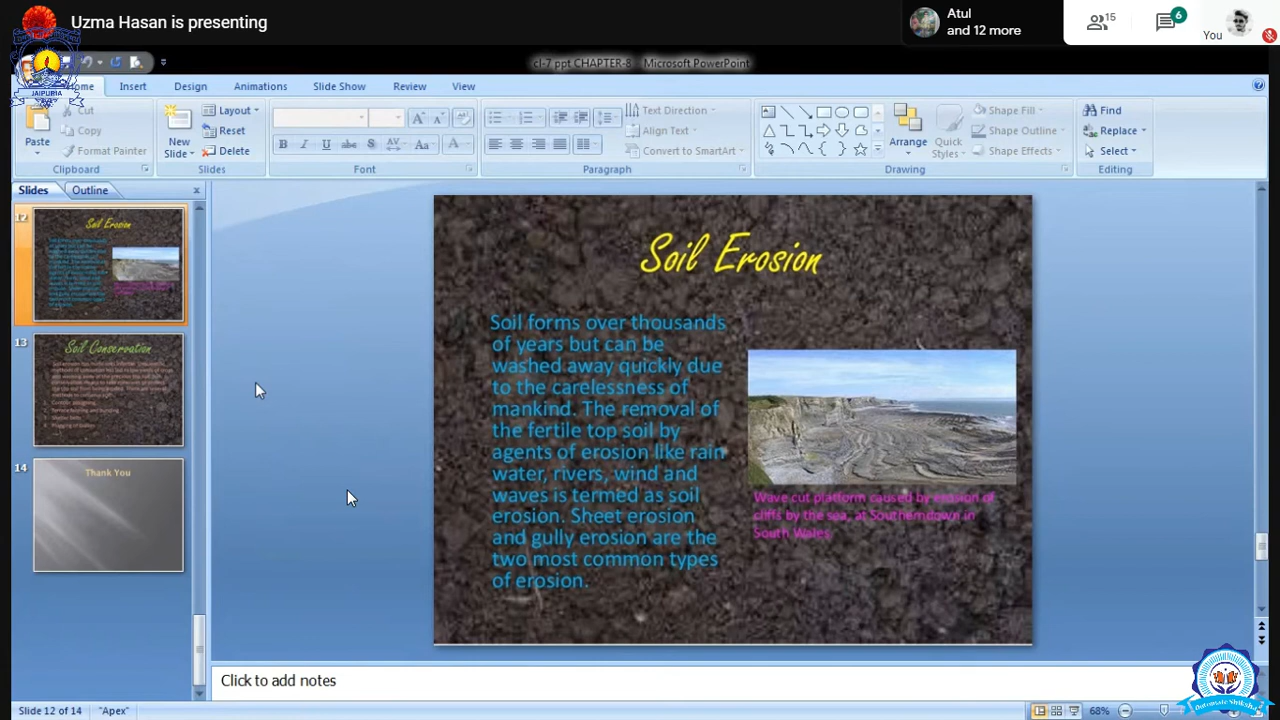 Uzma Hasan is presenting
Atul
and 12 more
15
6
You
JAIPURIA
cl-7 ppt CHAPTER-8 - Microsoft PowerPoint
Home
Insert
Design
Animations
Slide Show
Review
View
Paste
Cut
Copy
Format Painter
Clipboard
New
Slide
Layout
Reset
Delete
Slides
Font
Paragraph
Text Direction
Align Text
Convert to SmartArt
Arrange
Quick
Styles
Shape Fill
Shape Outline
Shape Effects
Drawing
Find
Replace
Select
Editing
Slides
Outline
12
Soil Erosion
13
Soil Conservation
14
Thank You
Soil Erosion
Soil forms over thousands
of years but can be
washed away quickly due
to the carelessness of
mankind. The removal of
the fertile top soil by
agents of erosion like rain
water, rivers, wind and
waves is termed as soil
erosion. Sheet erosion
and gully erosion are the
two most common types
of erosion.
Wave cut platform caused by erosion of
cliffs by the sea, at Southerndown in
South Wales
Click to add notes
Slide 12 of 14
"Apex"
68%
Automate Shiksha